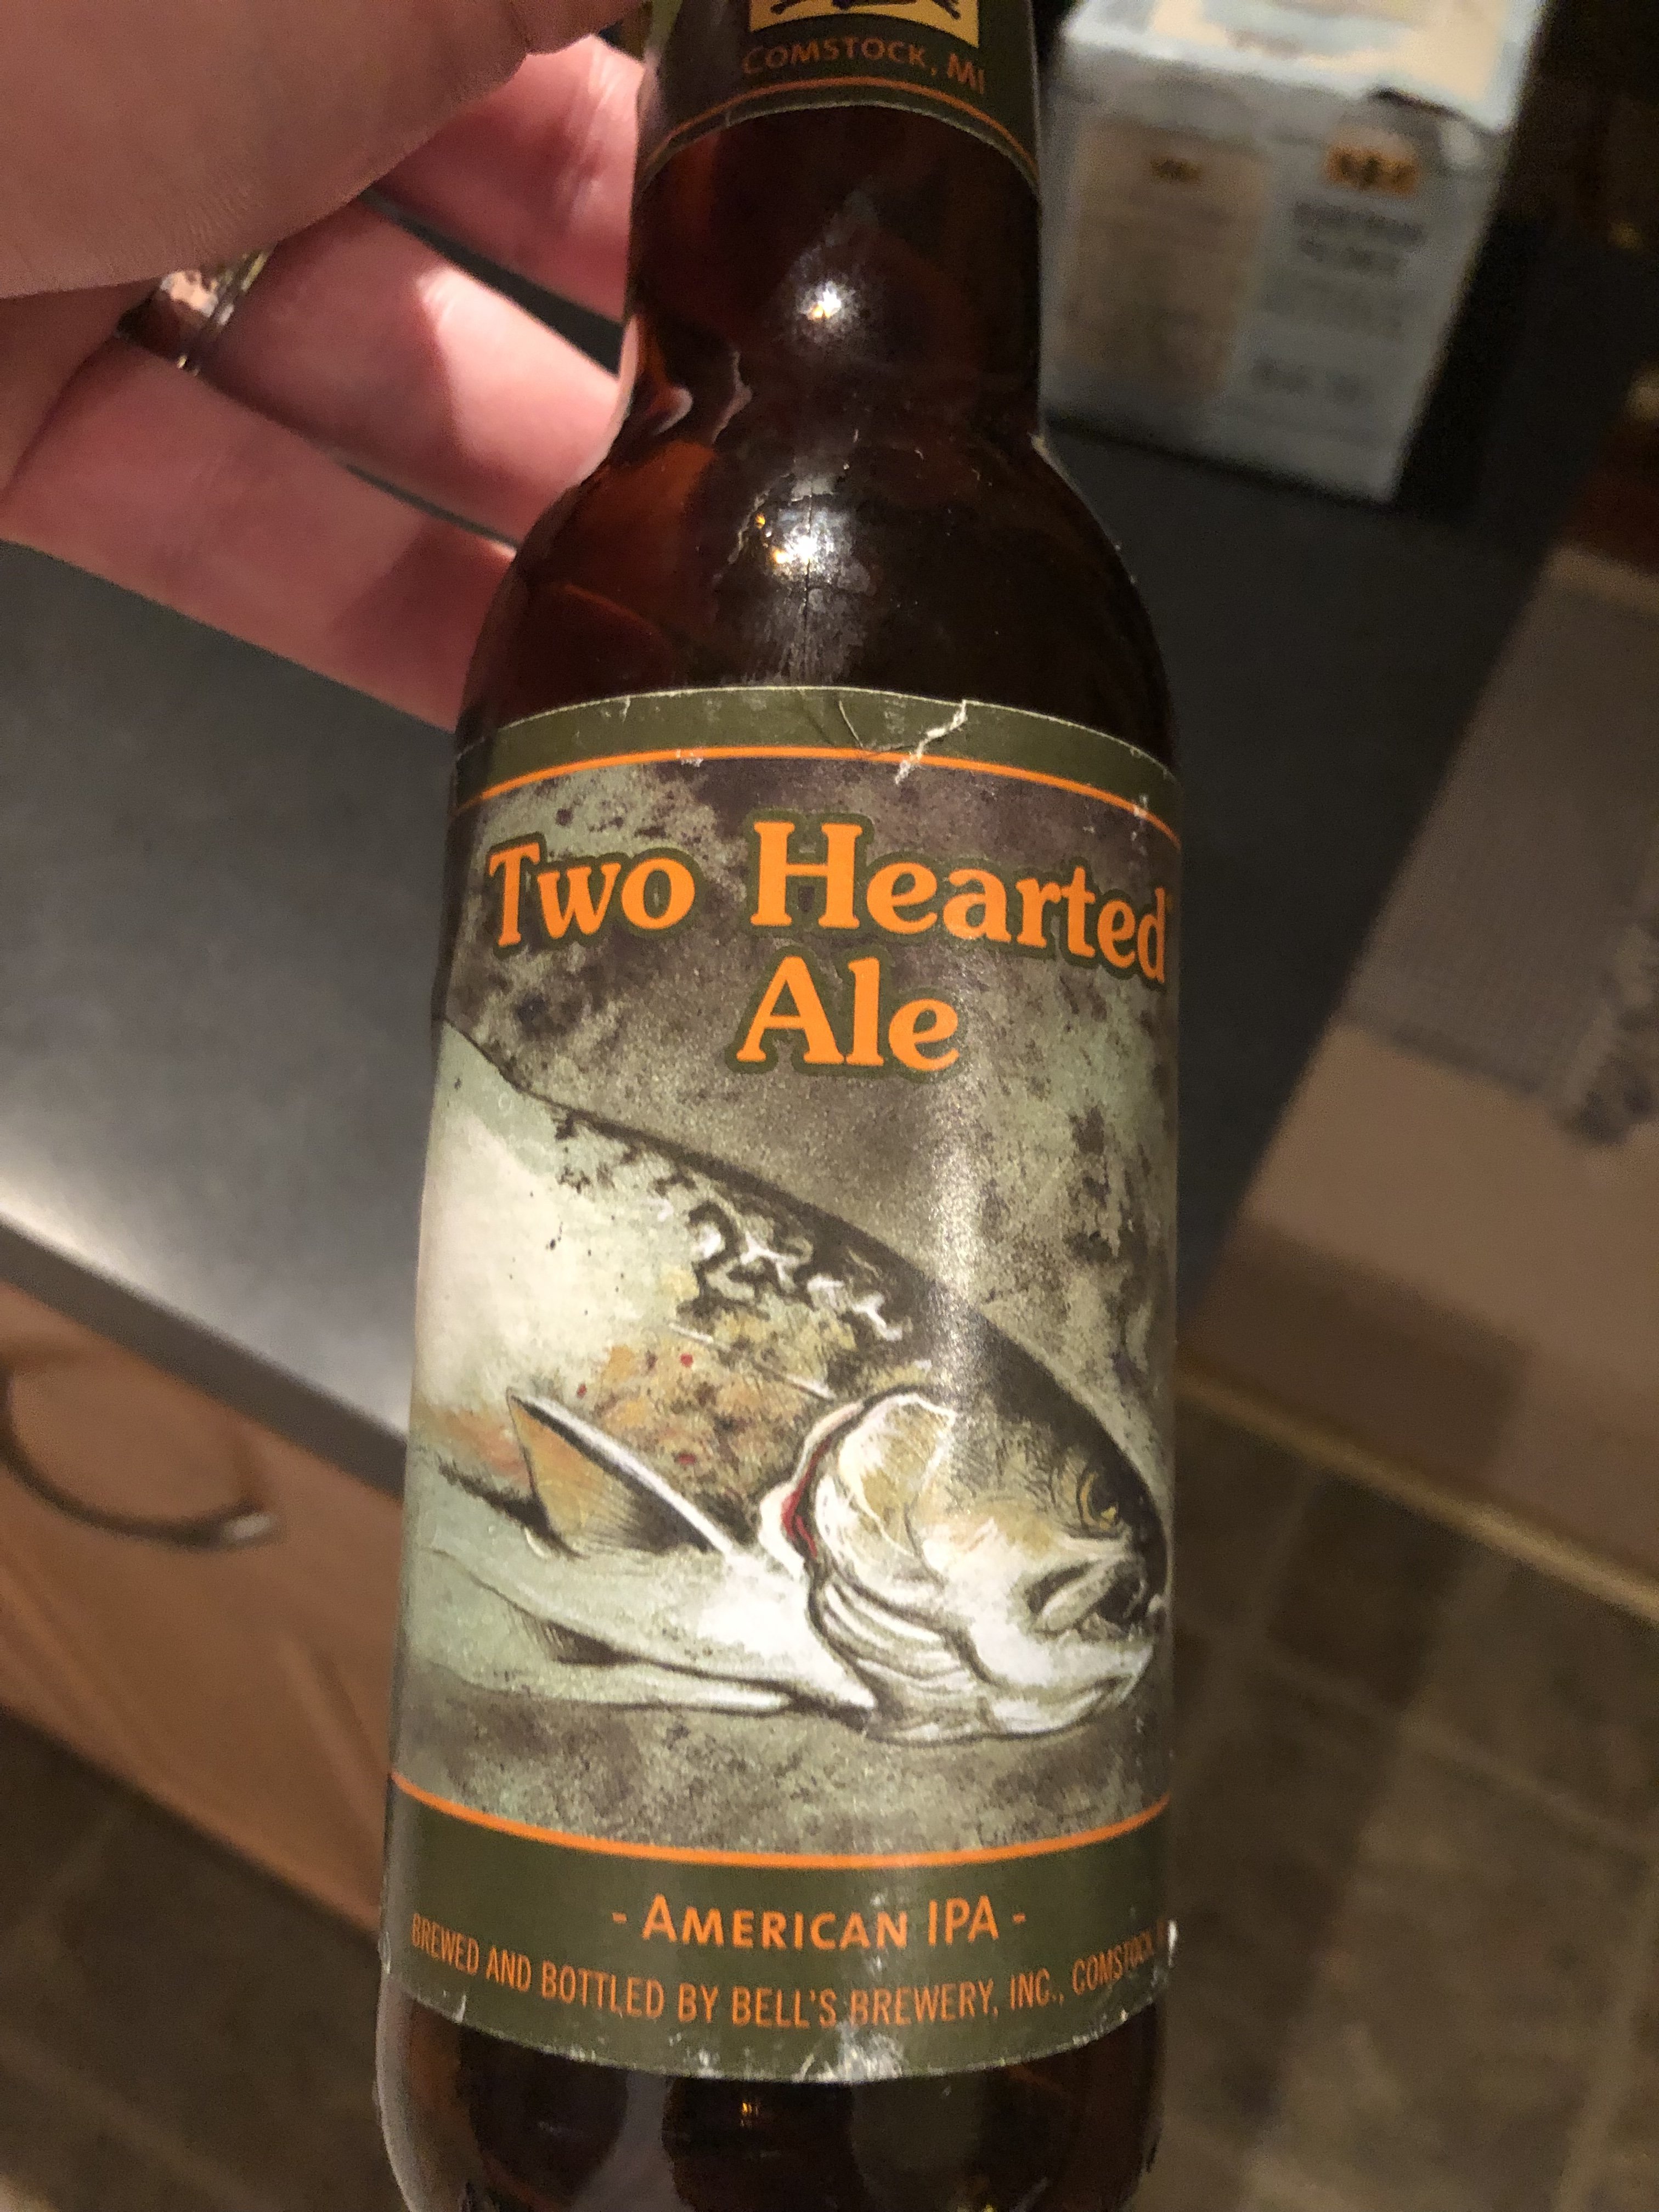 COMSTOCK, MI
Two Hearted
Ale
- AMERICAN IPA -
BREWED AND BOTTLED BY BELL'S BREWERY, INC., COMSTOCK,